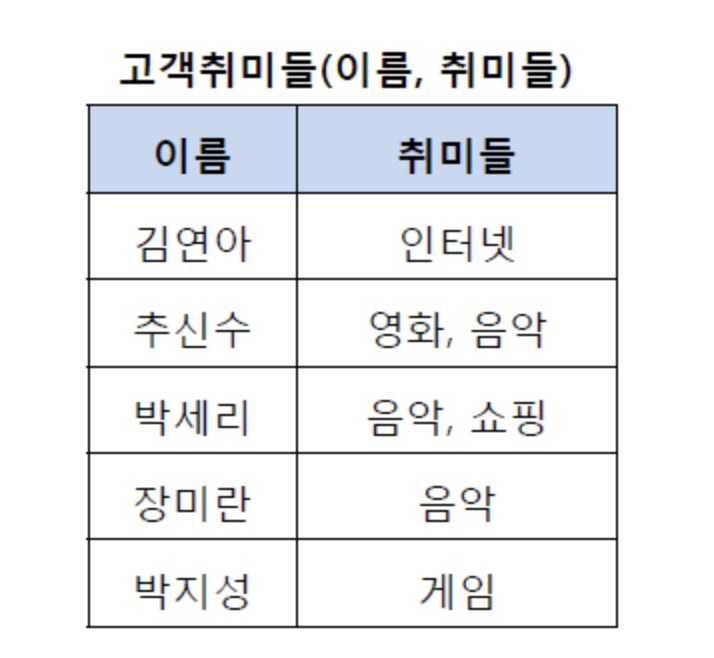 고객취미들(이름, 취미들)
이름 취미들
김연아 인터넷
추신수 영화, 음악
박세리 음악, 쇼핑
장미란 음악
박지성 게임